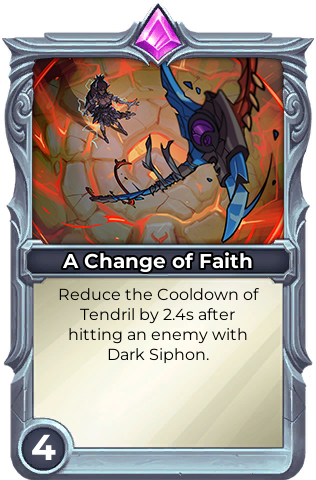 A Change of Faith
Reduce the Cooldown of
Tendril by 2.4s after
hitting an enemy with
Dark Siphon.
4